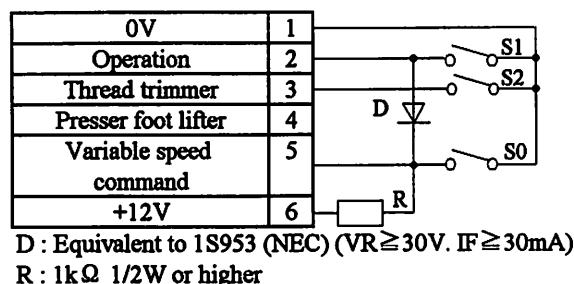 0V 1
Operation 2 S1
Thread trimmer 3 S2
Presser foot lifter 4 D
Variable speed 5 S0
command
+12V 6 R
D : Equivalent to 1S953 (NEC) (VR≧30V. IF≧30mA)
R : 1kΩ 1/2W or higher